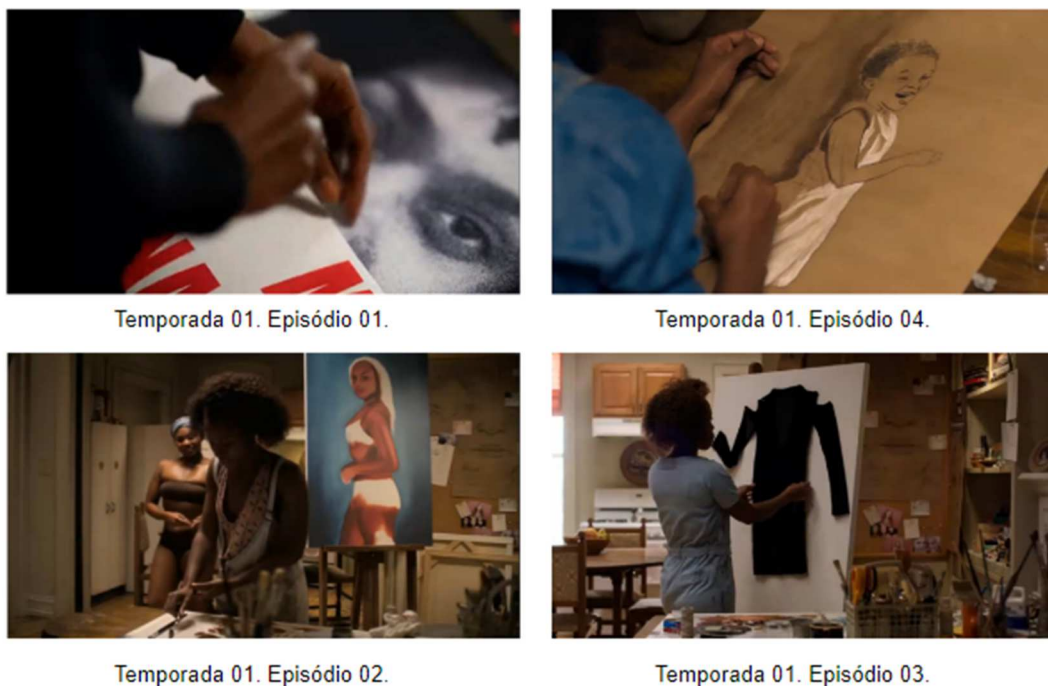 Temporada 01. Episódio 01.
Temporada 01. Episódio 04.
Temporada 01. Episódio 02.
Temporada 01. Episódio 03.